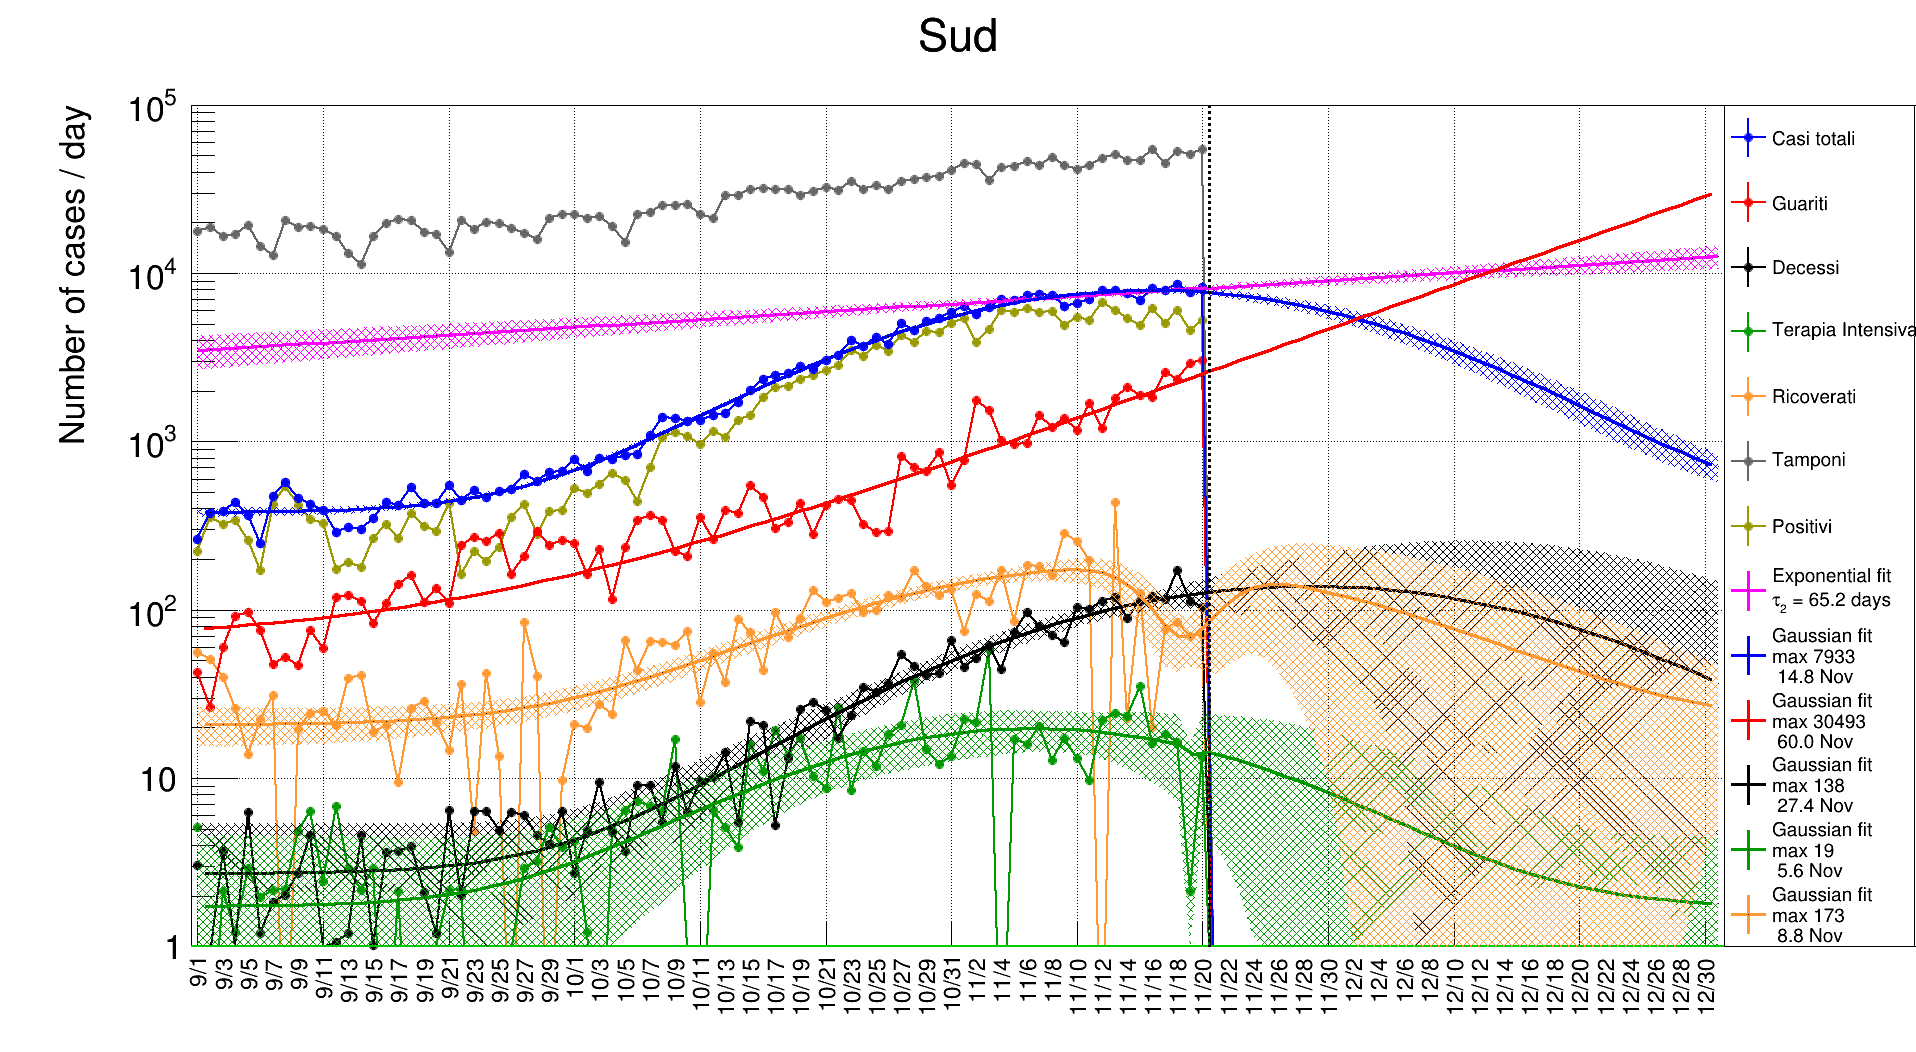 Sud
Number of cases / day
10^5
10^4
10^3
10^2
10
1
9/1
9/3
9/5
9/7
9/9
9/11
9/13
9/15
9/17
9/19
9/21
9/23
9/25
9/27
9/29
10/1
10/3
10/5
10/7
10/9
10/11
10/13
10/15
10/17
10/19
10/21
10/23
10/25
10/27
10/29
10/31
11/2
11/4
11/6
11/8
11/10
11/12
11/14
11/16
11/18
11/20
11/22
11/24
11/26
11/28
11/30
12/2
12/4
12/6
12/8
12/10
12/12
12/14
12/16
12/18
12/20
12/22
12/24
12/26
12/28
12/30
Casi totali
Guariti
Decessi
Terapia Intensiva
Ricoverati
Tamponi
Positivi
Exponential fit
τ2 = 65.2 days
Gaussian fit
max 7933
14.8 Nov
Gaussian fit
max 30493
60.0 Nov
Gaussian fit
max 138
27.4 Nov
Gaussian fit
max 19
5.6 Nov
Gaussian fit
max 173
8.8 Nov